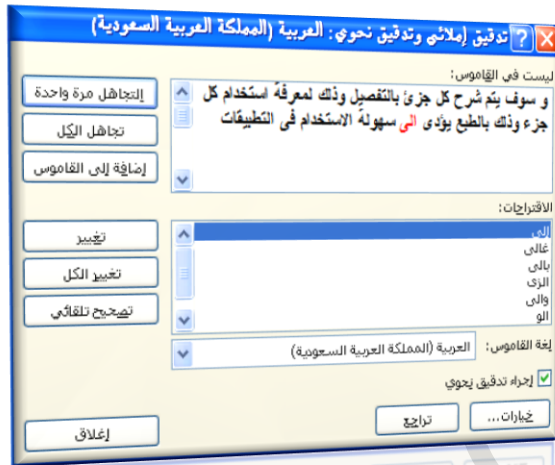 تدقيق إملائي وتدقيق نحوي: العربية (المملكة العربية السعودية)
ليست في القاموس:
و سوف يتم شرح كل جزئ بالتفصيل وذلك لمعرفة استخدام كل
جزء وذلك بالطبع يؤدى الى سهولة الاستخدام فى التطبيقات
التجاهل مرة واحدة
تجاهل الكل
إضافة إلى القاموس
الاقتراحات:
إلى
غالى
بالى
الزى
والى
الو
تغيير
تغيير الكل
تصحيح تلقائي
لغة القاموس:
العربية (المملكة العربية السعودية)
إجراء تدقيق نحوي
خيارات...
تراجع
إغلاق